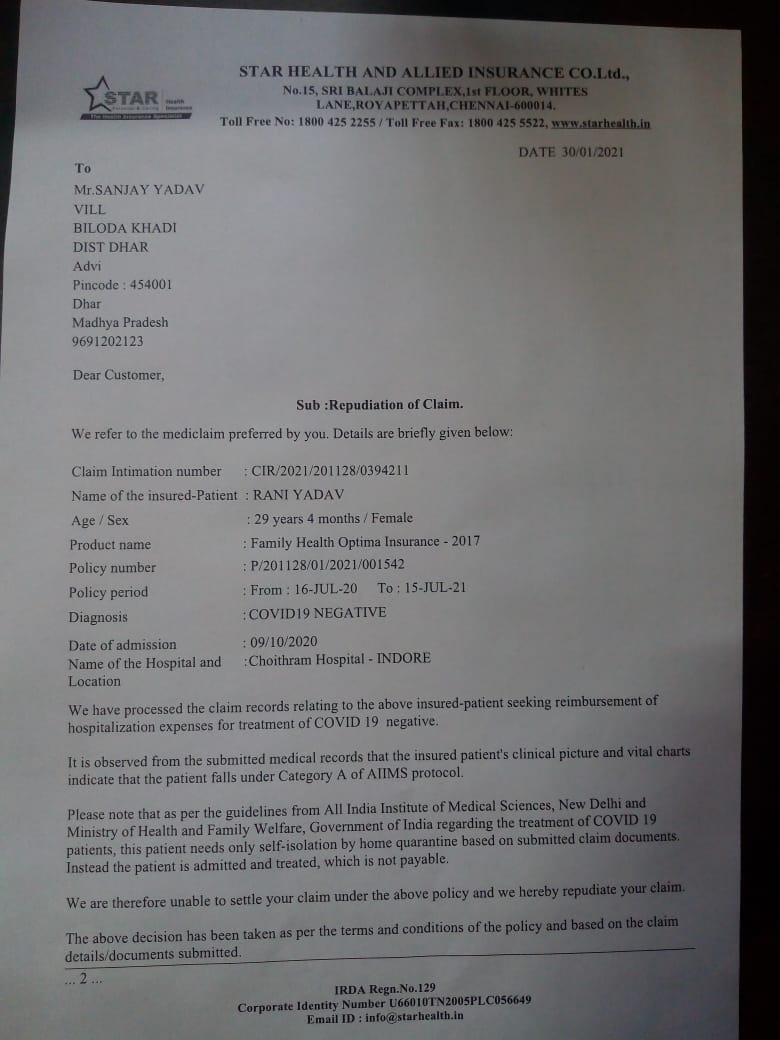 STAR HEALTH AND ALLIED INSURANCE CO.Ltd.,
No.15, SRI BALAJI COMPLEX,1st FLOOR, WHITES
LANE,ROYAPETTAH,CHENNAI-600014.
Toll Free No: 1800 425 2255 / Toll Free Fax: 1800 425 5522, www.starhealth.in
STAR Health Insurance
The Health Insurance Specialist
DATE 30/01/2021
To
Mr.SANJAY YADAV
VILL
BILODA KHADI
DIST DHAR
Advi
Pincode : 454001
Dhar
Madhya Pradesh
9691202123
Dear Customer,
Sub :Repudiation of Claim.
We refer to the mediclaim preferred by you. Details are briefly given below:
Claim Intimation number : CIR/2021/201128/0394211
Name of the insured-Patient : RANI YADAV
Age / Sex : 29 years 4 months / Female
Product name : Family Health Optima Insurance - 2017
Policy number : P/201128/01/2021/001542
Policy period : From : 16-JUL-20 To : 15-JUL-21
Diagnosis : COVID19 NEGATIVE
Date of admission : 09/10/2020
Name of the Hospital and :Choithram Hospital - INDORE
Location
We have processed the claim records relating to the above insured-patient seeking reimbursement of
hospitalization expenses for treatment of COVID 19 negative.
It is observed from the submitted medical records that the insured patient's clinical picture and vital charts
indicate that the patient falls under Category A of AIIMS protocol.
Please note that as per the guidelines from All India Institute of Medical Sciences, New Delhi and
Ministry of Health and Family Welfare, Government of India regarding the treatment of COVID 19
patients, this patient needs only self-isolation by home quarantine based on submitted claim documents.
Instead the patient is admitted and treated, which is not payable.
We are therefore unable to settle your claim under the above policy and we hereby repudiate your claim.
The above decision has been taken as per the terms and conditions of the policy and based on the claim
details/documents submitted.
... 2 ...
IRDA Regn.No.129
Corporate Identity Number U66010TN2005PLC056649
Email ID : info@starhealth.in